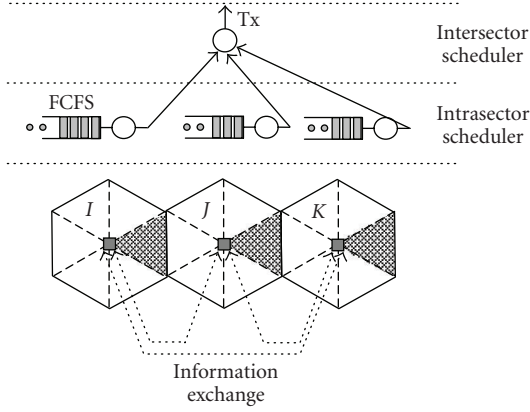 Tx
Intersector
scheduler
FCFS
Intrasector
scheduler
I
J
K
Information
exchange